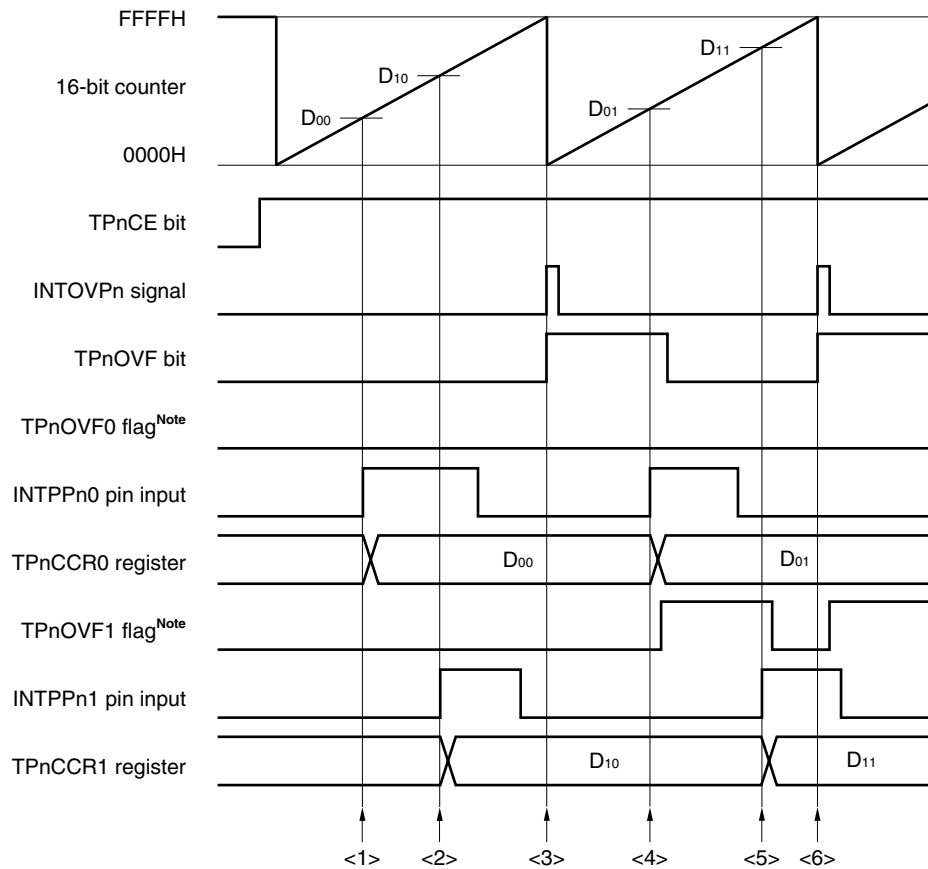 FFFFH
D11
D10
16-bit counter
D01
D00
0000H
TPnCE bit
INTOVPn signal
TPnOVF bit
TPnOVF0 flagNote
INTPPn0 pin input
TPnCCR0 register
D00
D01
TPnOVF1 flagNote
INTPPn1 pin input
TPnCCR1 register
D10
D11
<1> <2> <3> <4> <5> <6>